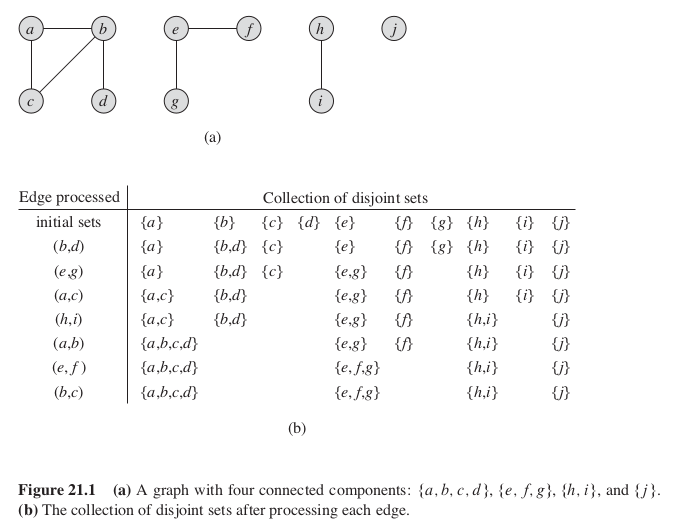 a b e f h j
c d g i
(a)
Edge processed Collection of disjoint sets
initial sets {a} {b} {c} {d} {e} {f} {g} {h} {i} {j}
(b,d) {a} {b,d} {c} {e} {f} {g} {h} {i} {j}
(e,g) {a} {b,d} {c} {e,g} {f} {h} {i} {j}
(a,c) {a,c} {b,d} {e,g} {f} {h} {i} {j}
(h,i) {a,c} {b,d} {e,g} {f} {h,i} {j}
(a,b) {a,b,c,d} {e,g} {f} {h,i} {j}
(e, f) {a,b,c,d} {e, f,g} {h,i} {j}
(b,c) {a,b,c,d} {e, f,g} {h,i} {j}
(b)
Figure 21.1 (a) A graph with four connected components: {a, b, c, d}, {e, f, g}, {h, i}, and {j}.
(b) The collection of disjoint sets after processing each edge.